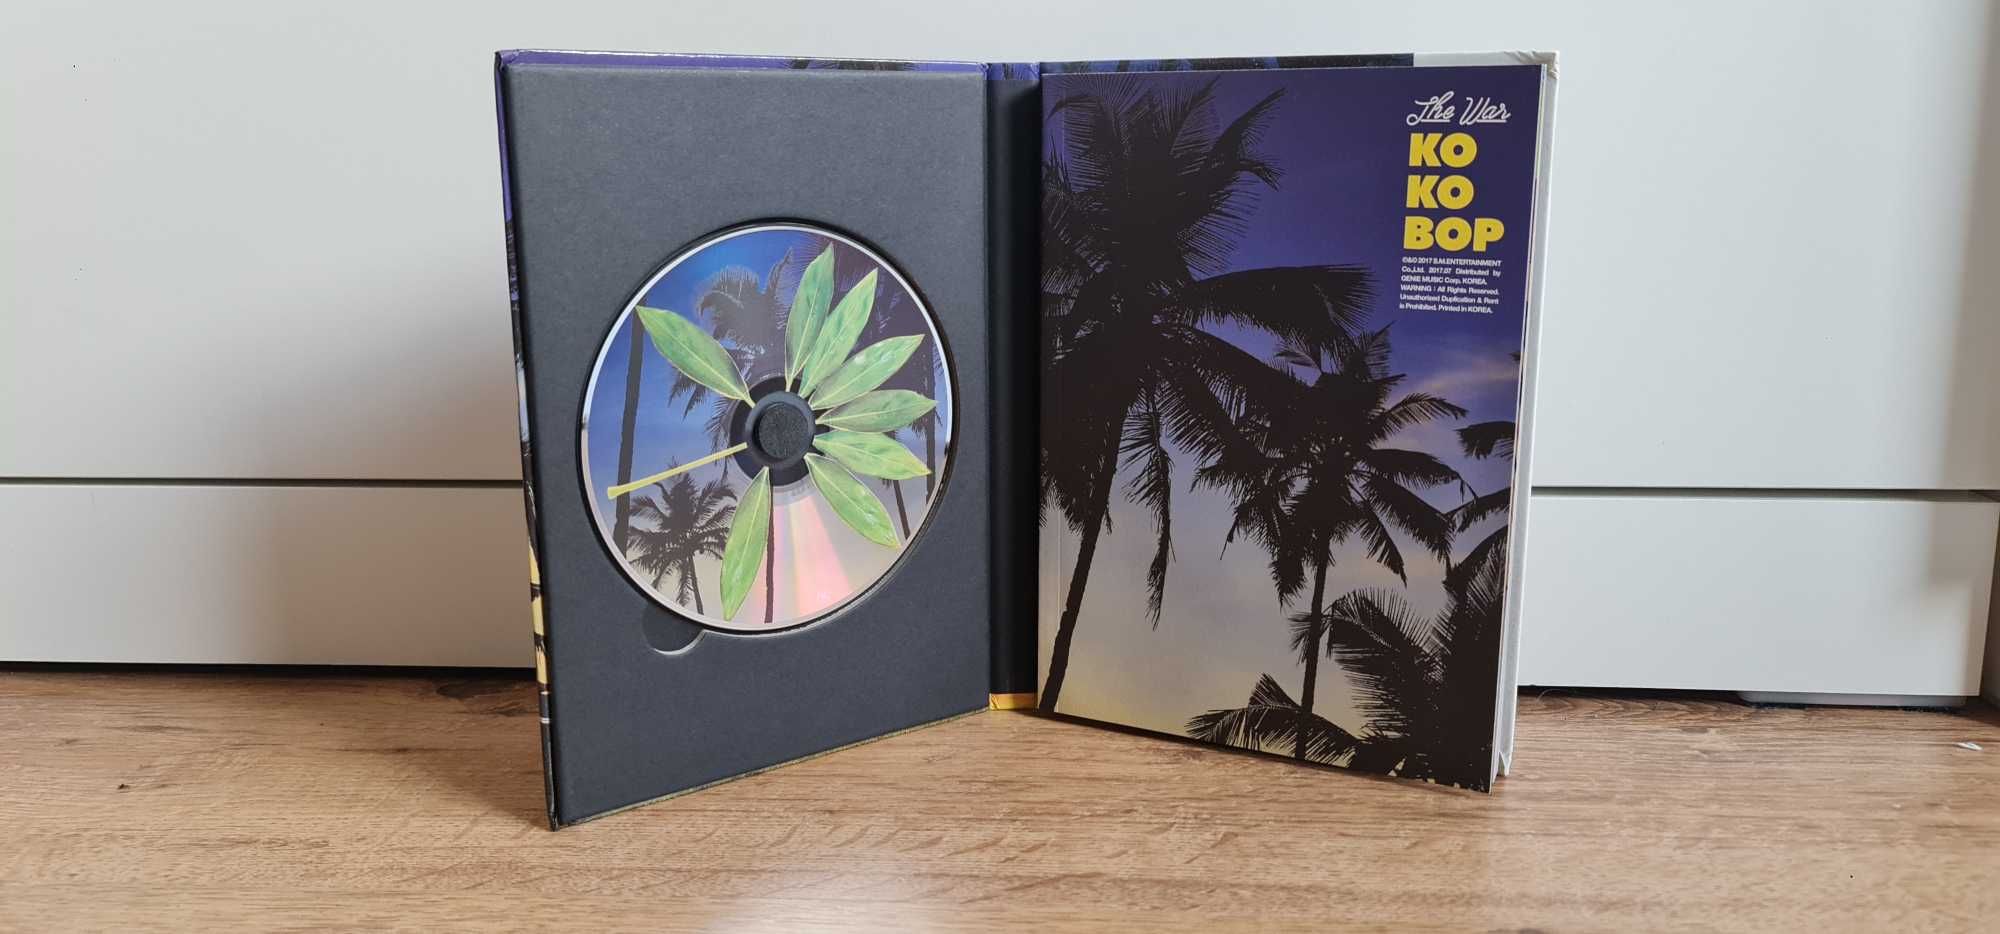 The War
KO
KO
BOP
©&℗ 2017 S.M.ENTERTAINMENT
Co.,Ltd. 2017.07 Distributed by
GENIE MUSIC Corp. KOREA.
WARNING : All Rights Reserved.
Unauthorized Duplication & Rent
is Prohibited. Printed in KOREA.